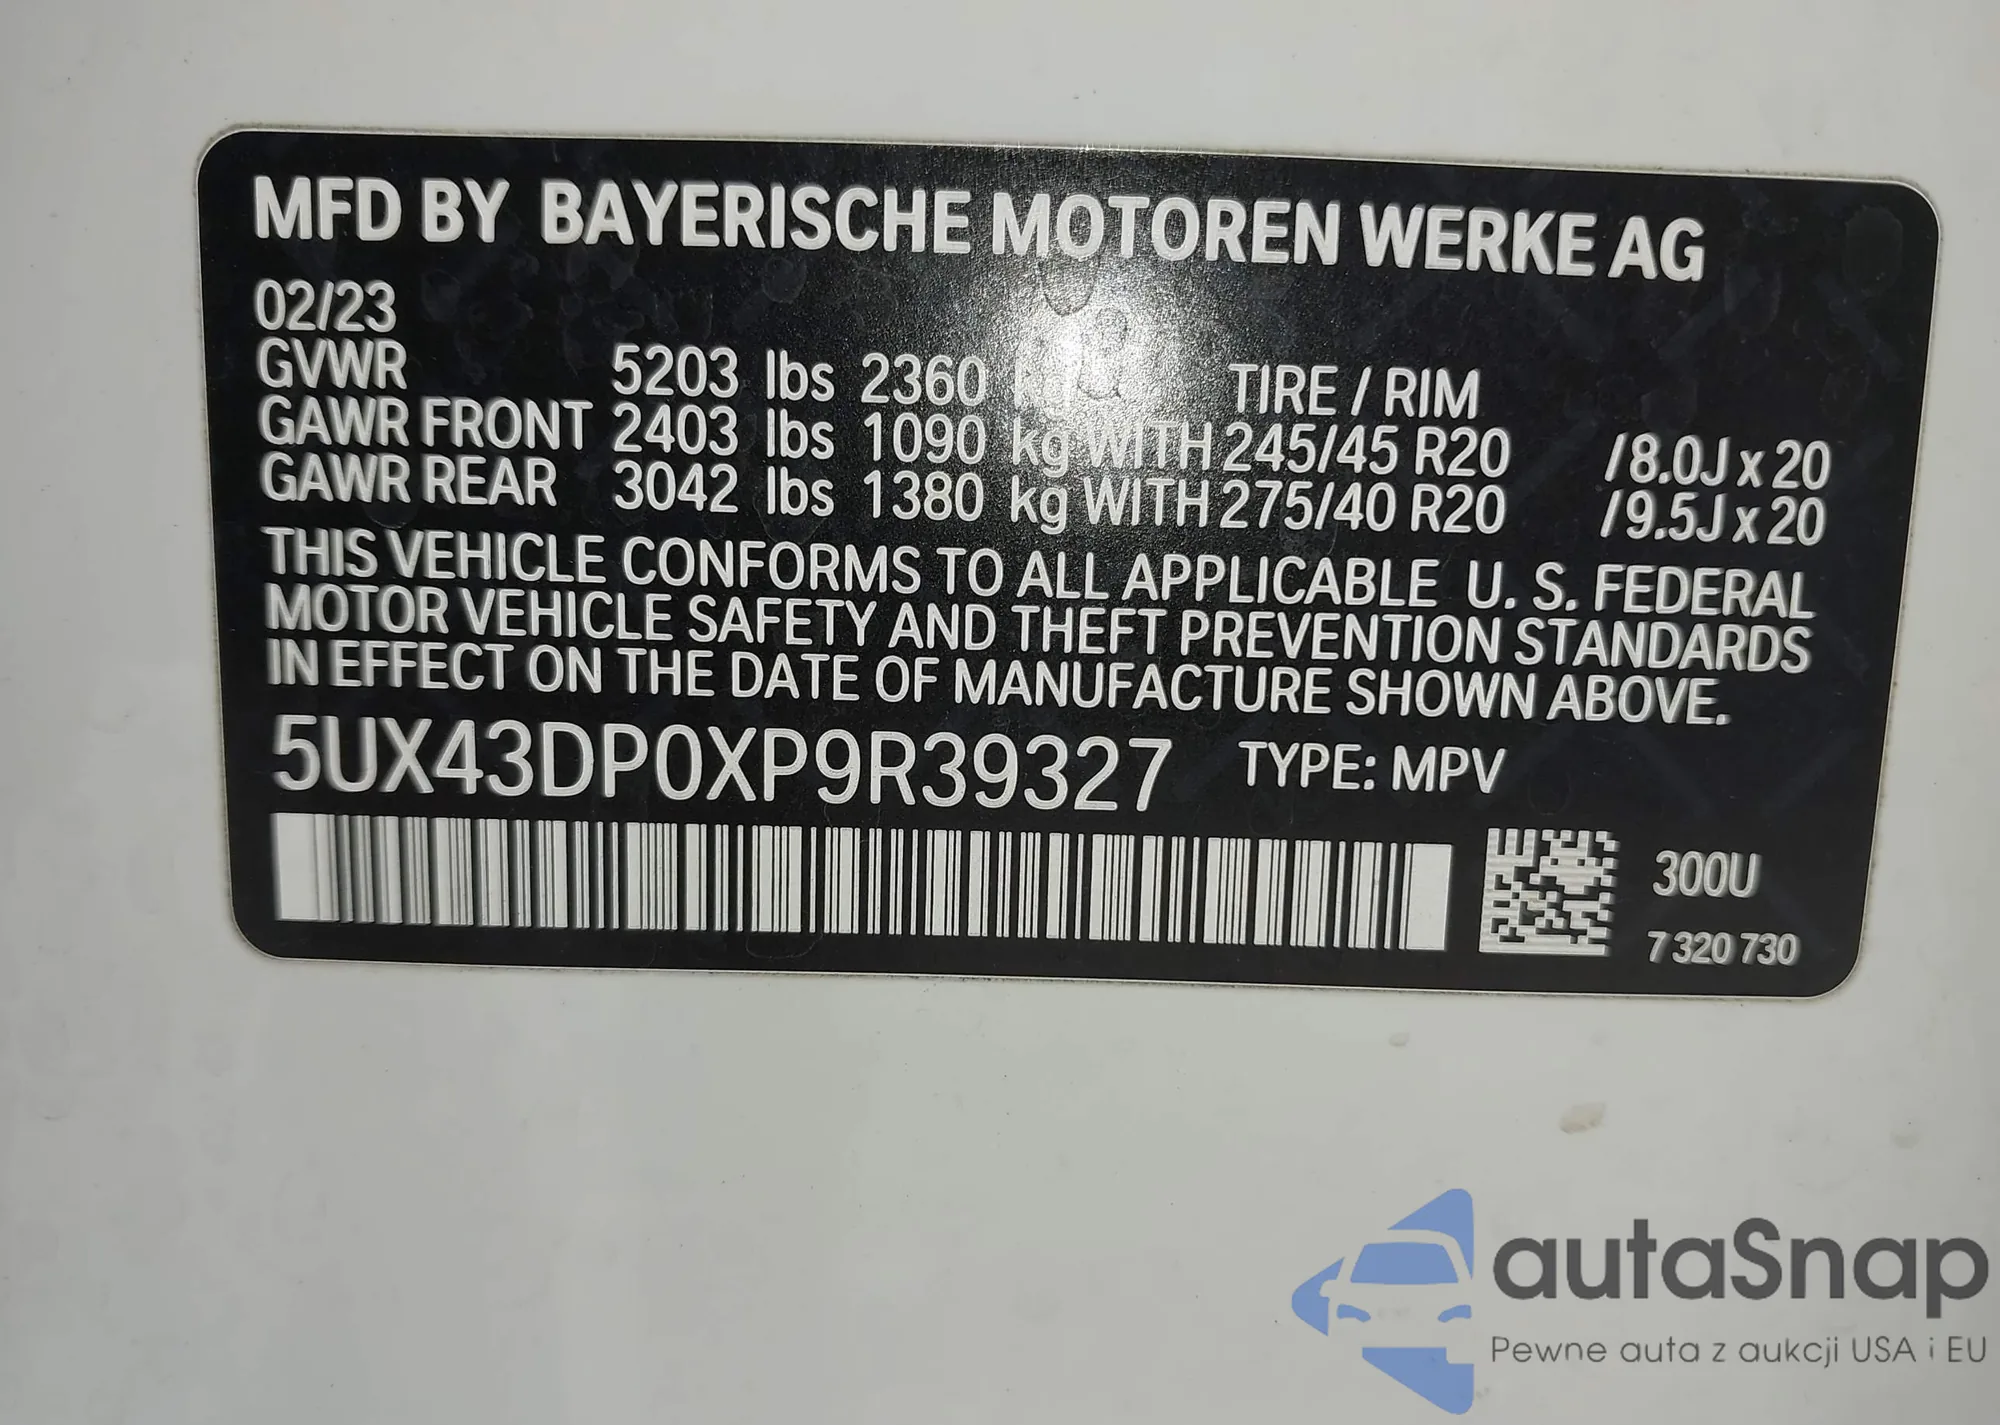 MFD BY BAYERISCHE MOTOREN WERKE AG
02/23
GVWR 5203 lbs 2360 kg TIRE / RIM
GAWR FRONT 2403 lbs 1090 kg WITH 245/45 R20 /8.0J x 20
GAWR REAR 3042 lbs 1380 kg WITH 275/40 R20 /9.5J x 20
THIS VEHICLE CONFORMS TO ALL APPLICABLE U. S. FEDERAL
MOTOR VEHICLE SAFETY AND THEFT PREVENTION STANDARDS
IN EFFECT ON THE DATE OF MANUFACTURE SHOWN ABOVE.
5UX43DP0XP9R39327 TYPE: MPV
300U
7 320 730
autaSnap
Pewne auta z aukcji USA i EU